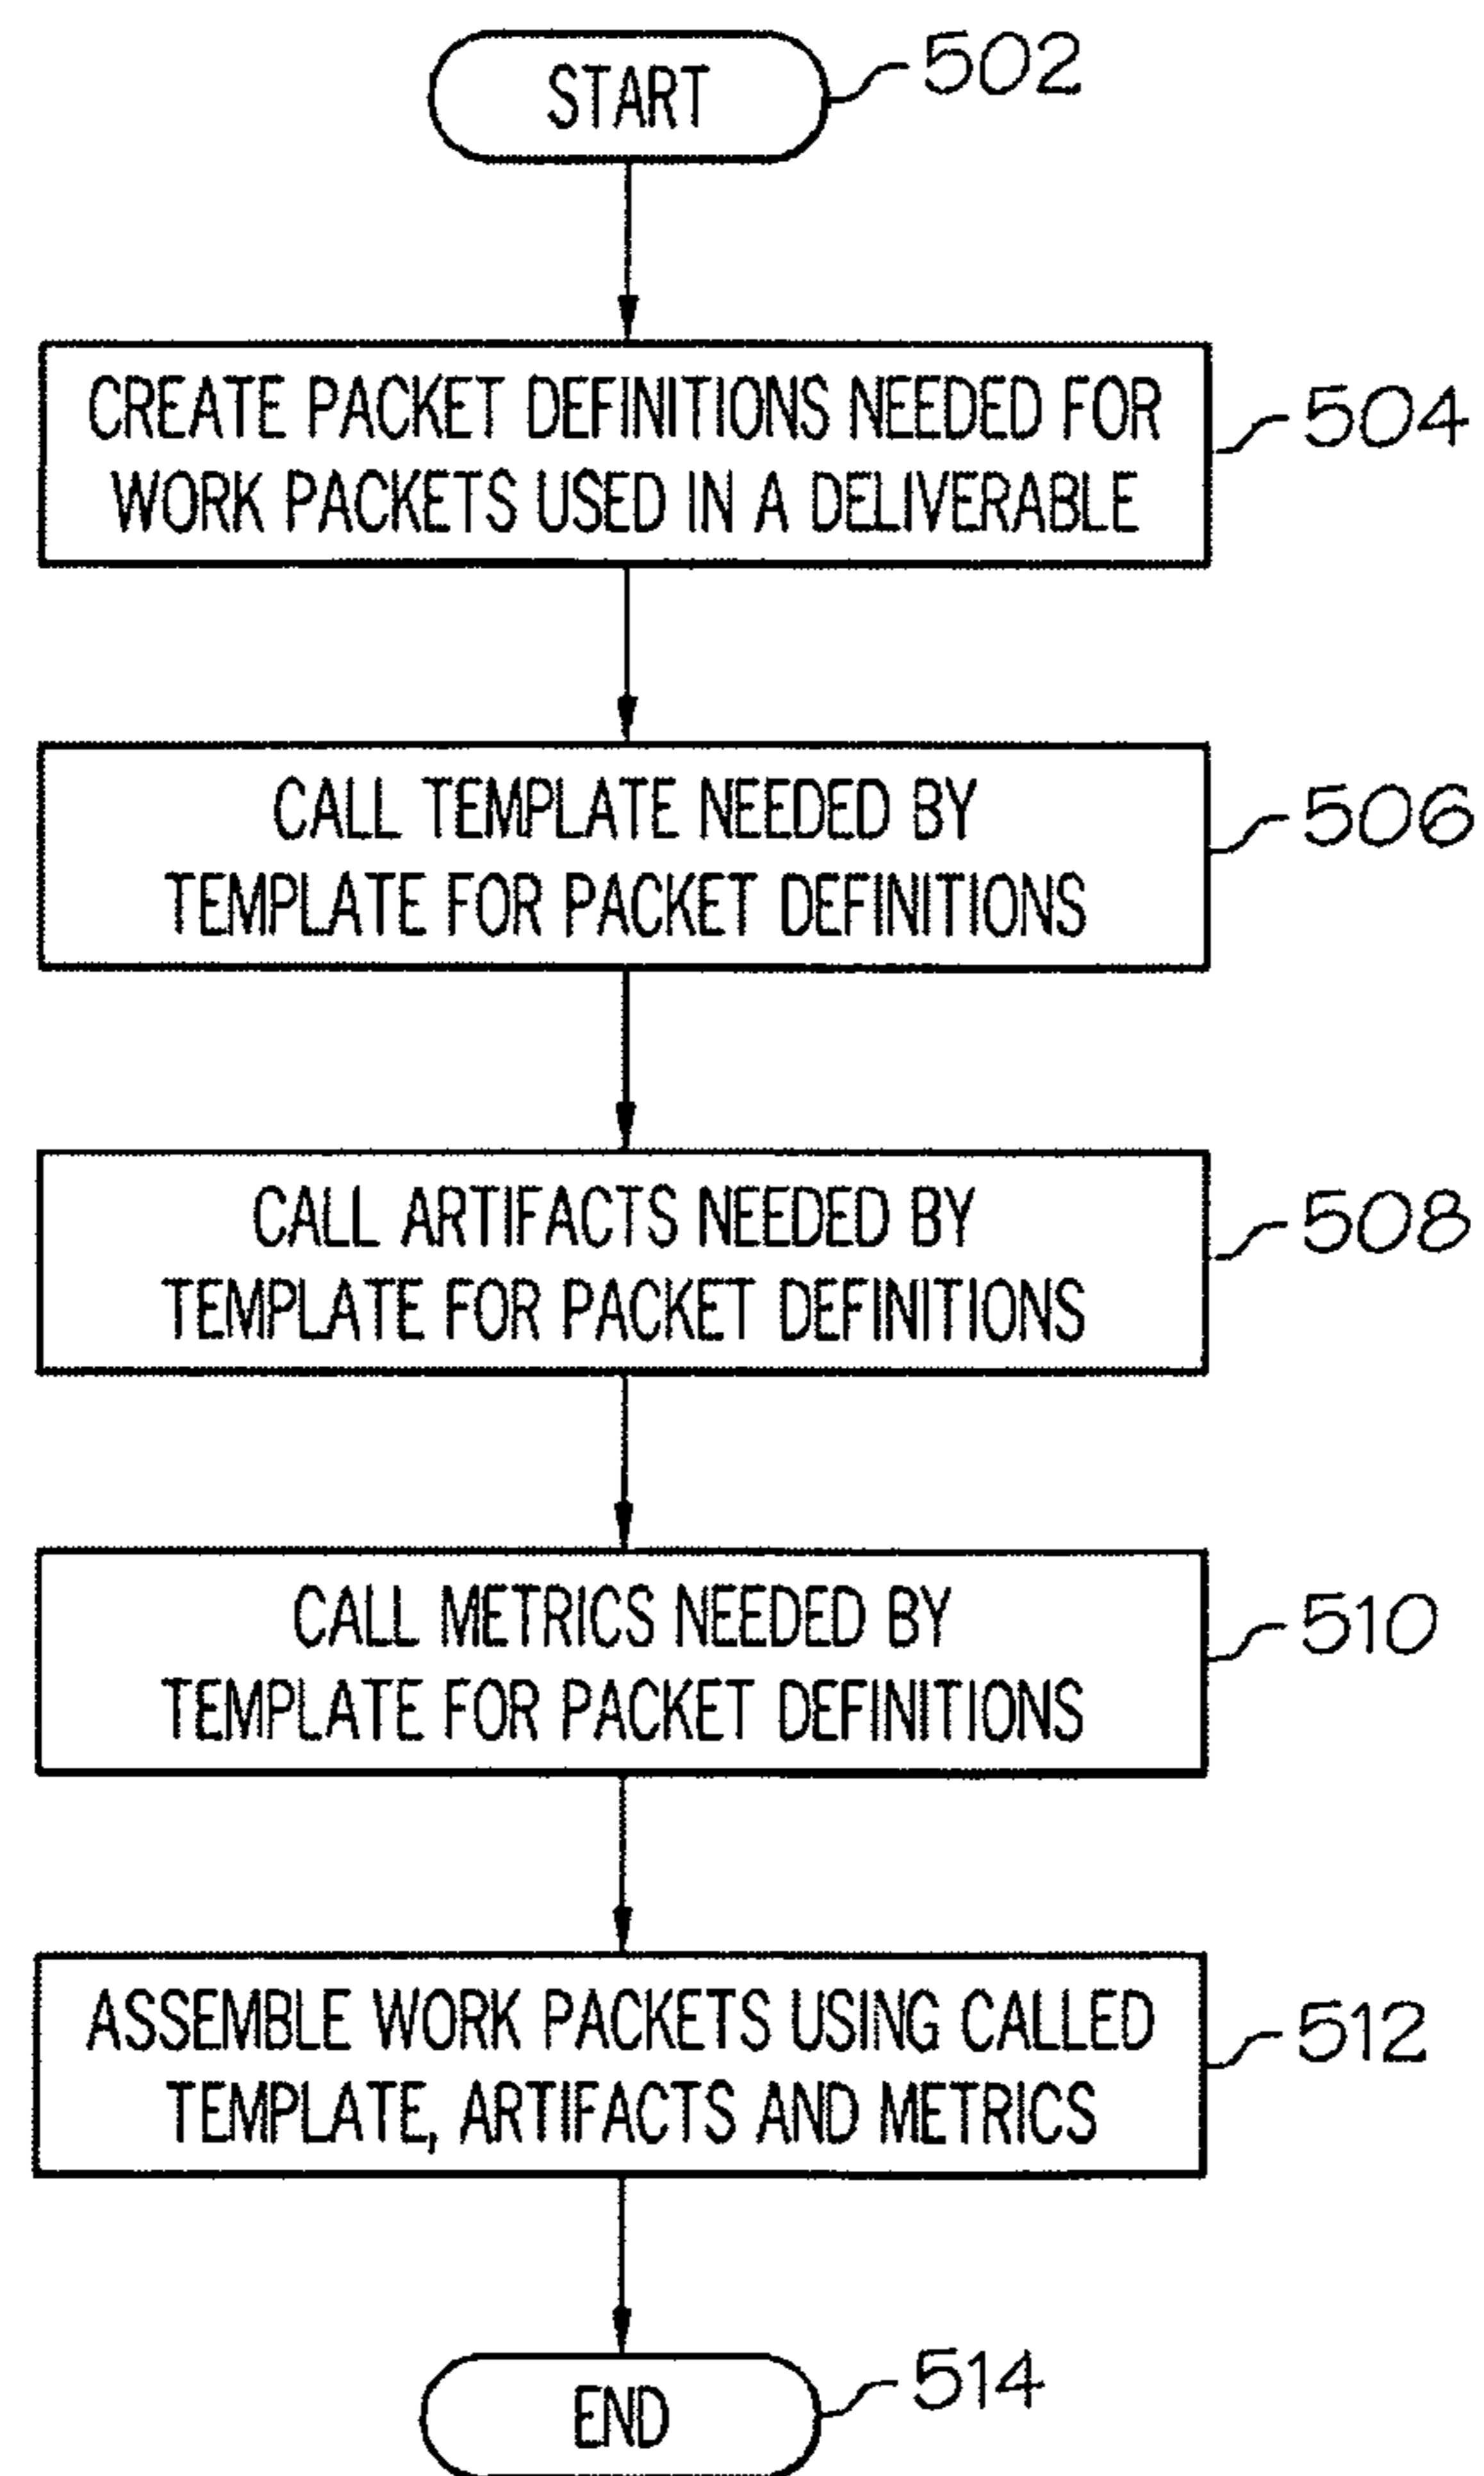 START
502
CREATE PACKET DEFINITIONS NEEDED FOR
WORK PACKETS USED IN A DELIVERABLE
504
CALL TEMPLATE NEEDED BY
TEMPLATE FOR PACKET DEFINITIONS
506
CALL ARTIFACTS NEEDED BY
TEMPLATE FOR PACKET DEFINITIONS
508
CALL METRICS NEEDED BY
TEMPLATE FOR PACKET DEFINITIONS
510
ASSEMBLE WORK PACKETS USING CALLED
TEMPLATE, ARTIFACTS AND METRICS
512
END
514